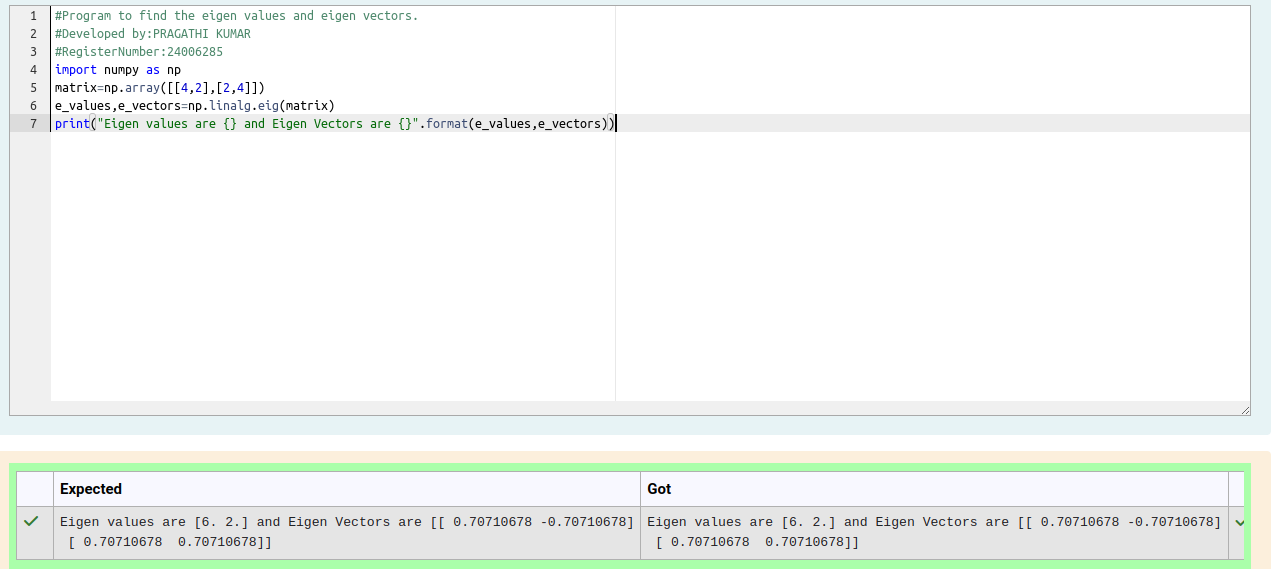 1 #Program to find the eigen values and eigen vectors.
2 #Developed by:PRAGATHI KUMAR
3 #RegisterNumber:24006285
4 import numpy as np
5 matrix=np.array([[4,2],[2,4]])
6 e_values,e_vectors=np.linalg.eig(matrix)
7 print("Eigen values are {} and Eigen Vectors are {}".format(e_values,e_vectors))
Expected Got
Eigen values are [6. 2.] and Eigen Vectors are [[ 0.70710678 -0.70710678] Eigen values are [6. 2.] and Eigen Vectors are [[ 0.70710678 -0.70710678]
[ 0.70710678  0.70710678]] [ 0.70710678  0.70710678]]